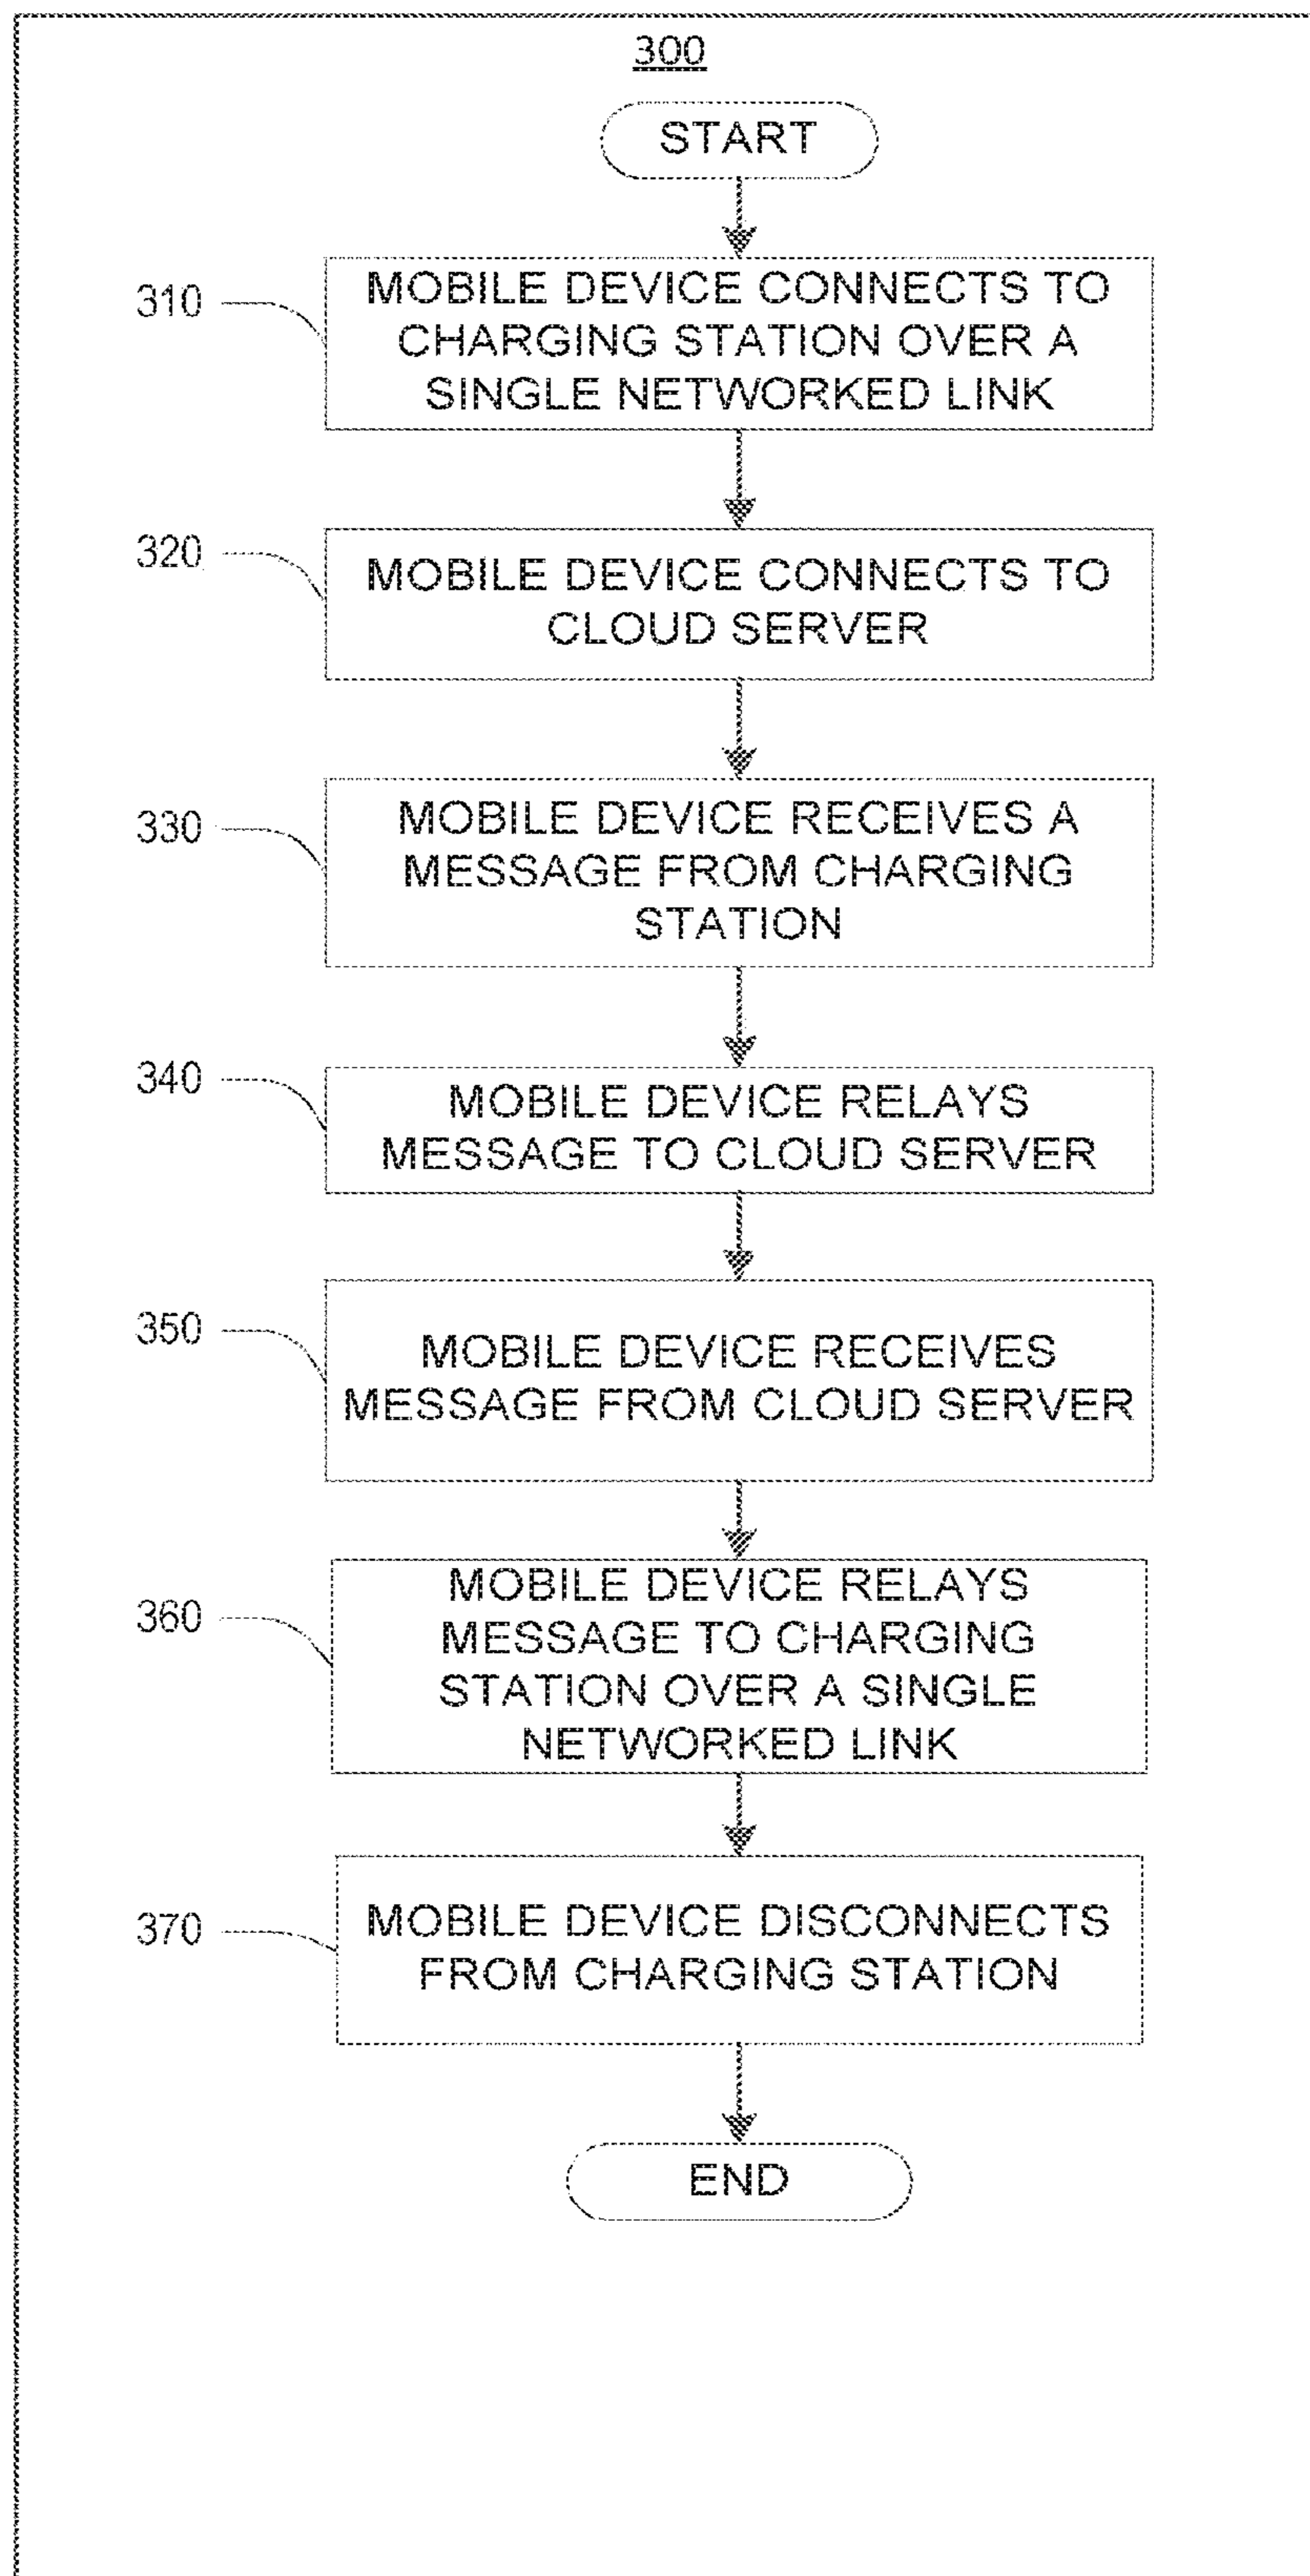 300
START
310
MOBILE DEVICE CONNECTS TO
CHARGING STATION OVER A
SINGLE NETWORKED LINK
320
MOBILE DEVICE CONNECTS TO
CLOUD SERVER
330
MOBILE DEVICE RECEIVES A
MESSAGE FROM CHARGING
STATION
340
MOBILE DEVICE RELAYS
MESSAGE TO CLOUD SERVER
350
MOBILE DEVICE RECEIVES
MESSAGE FROM CLOUD SERVER
360
MOBILE DEVICE RELAYS
MESSAGE TO CHARGING
STATION OVER A SINGLE
NETWORKED LINK
370
MOBILE DEVICE DISCONNECTS
FROM CHARGING STATION
END